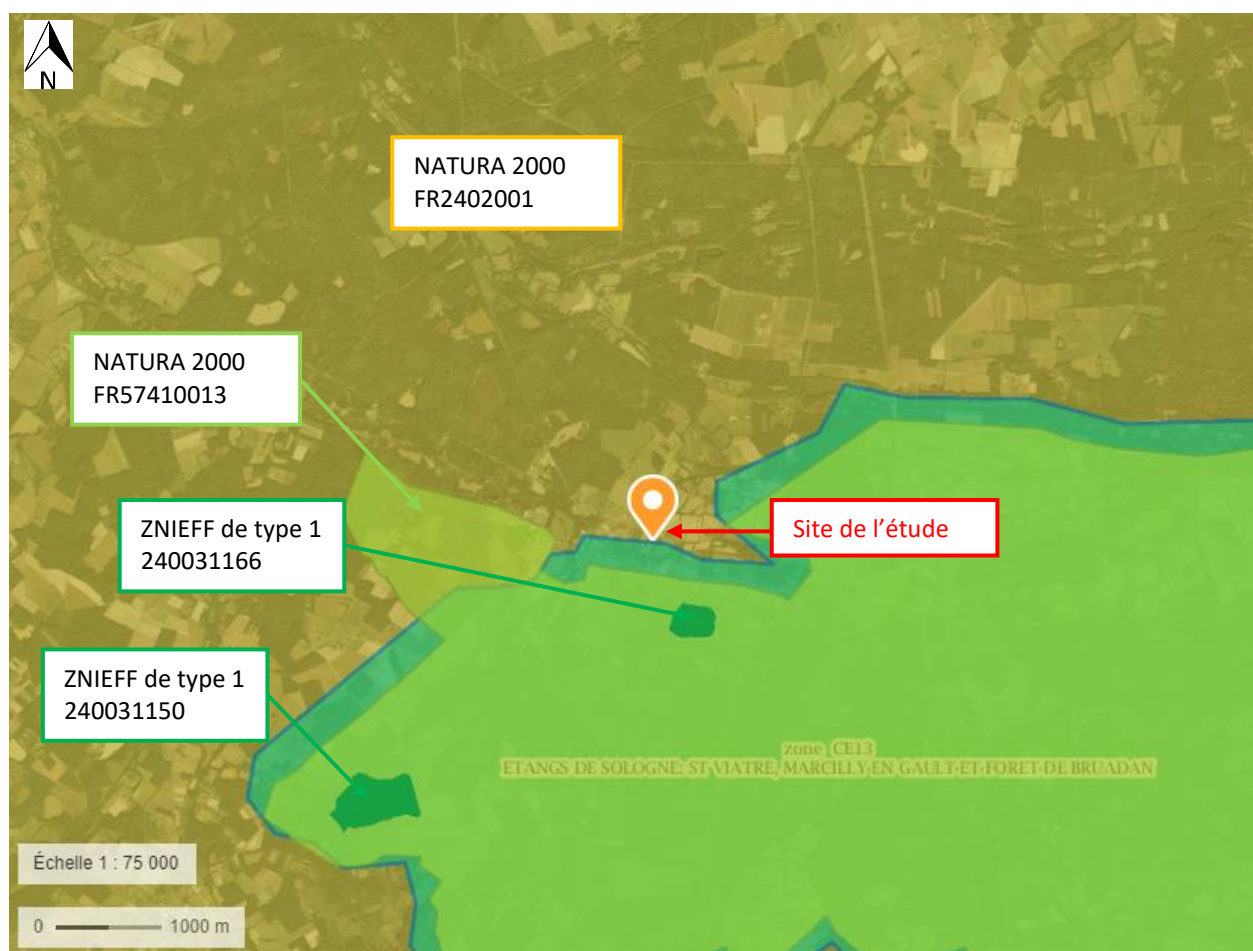 N
NATURA 2000
FR2402001
NATURA 2000
FR57410013
ZNIEFF de type 1
240031166
Site de l’étude
ZNIEFF de type 1
240031150
zone CE13
ETANGS DE SOLOGNE: ST VIATRE, MARCILLY EN GAULT ET FORET DE BRUADAN
Échelle 1 : 75 000
0 1000 m